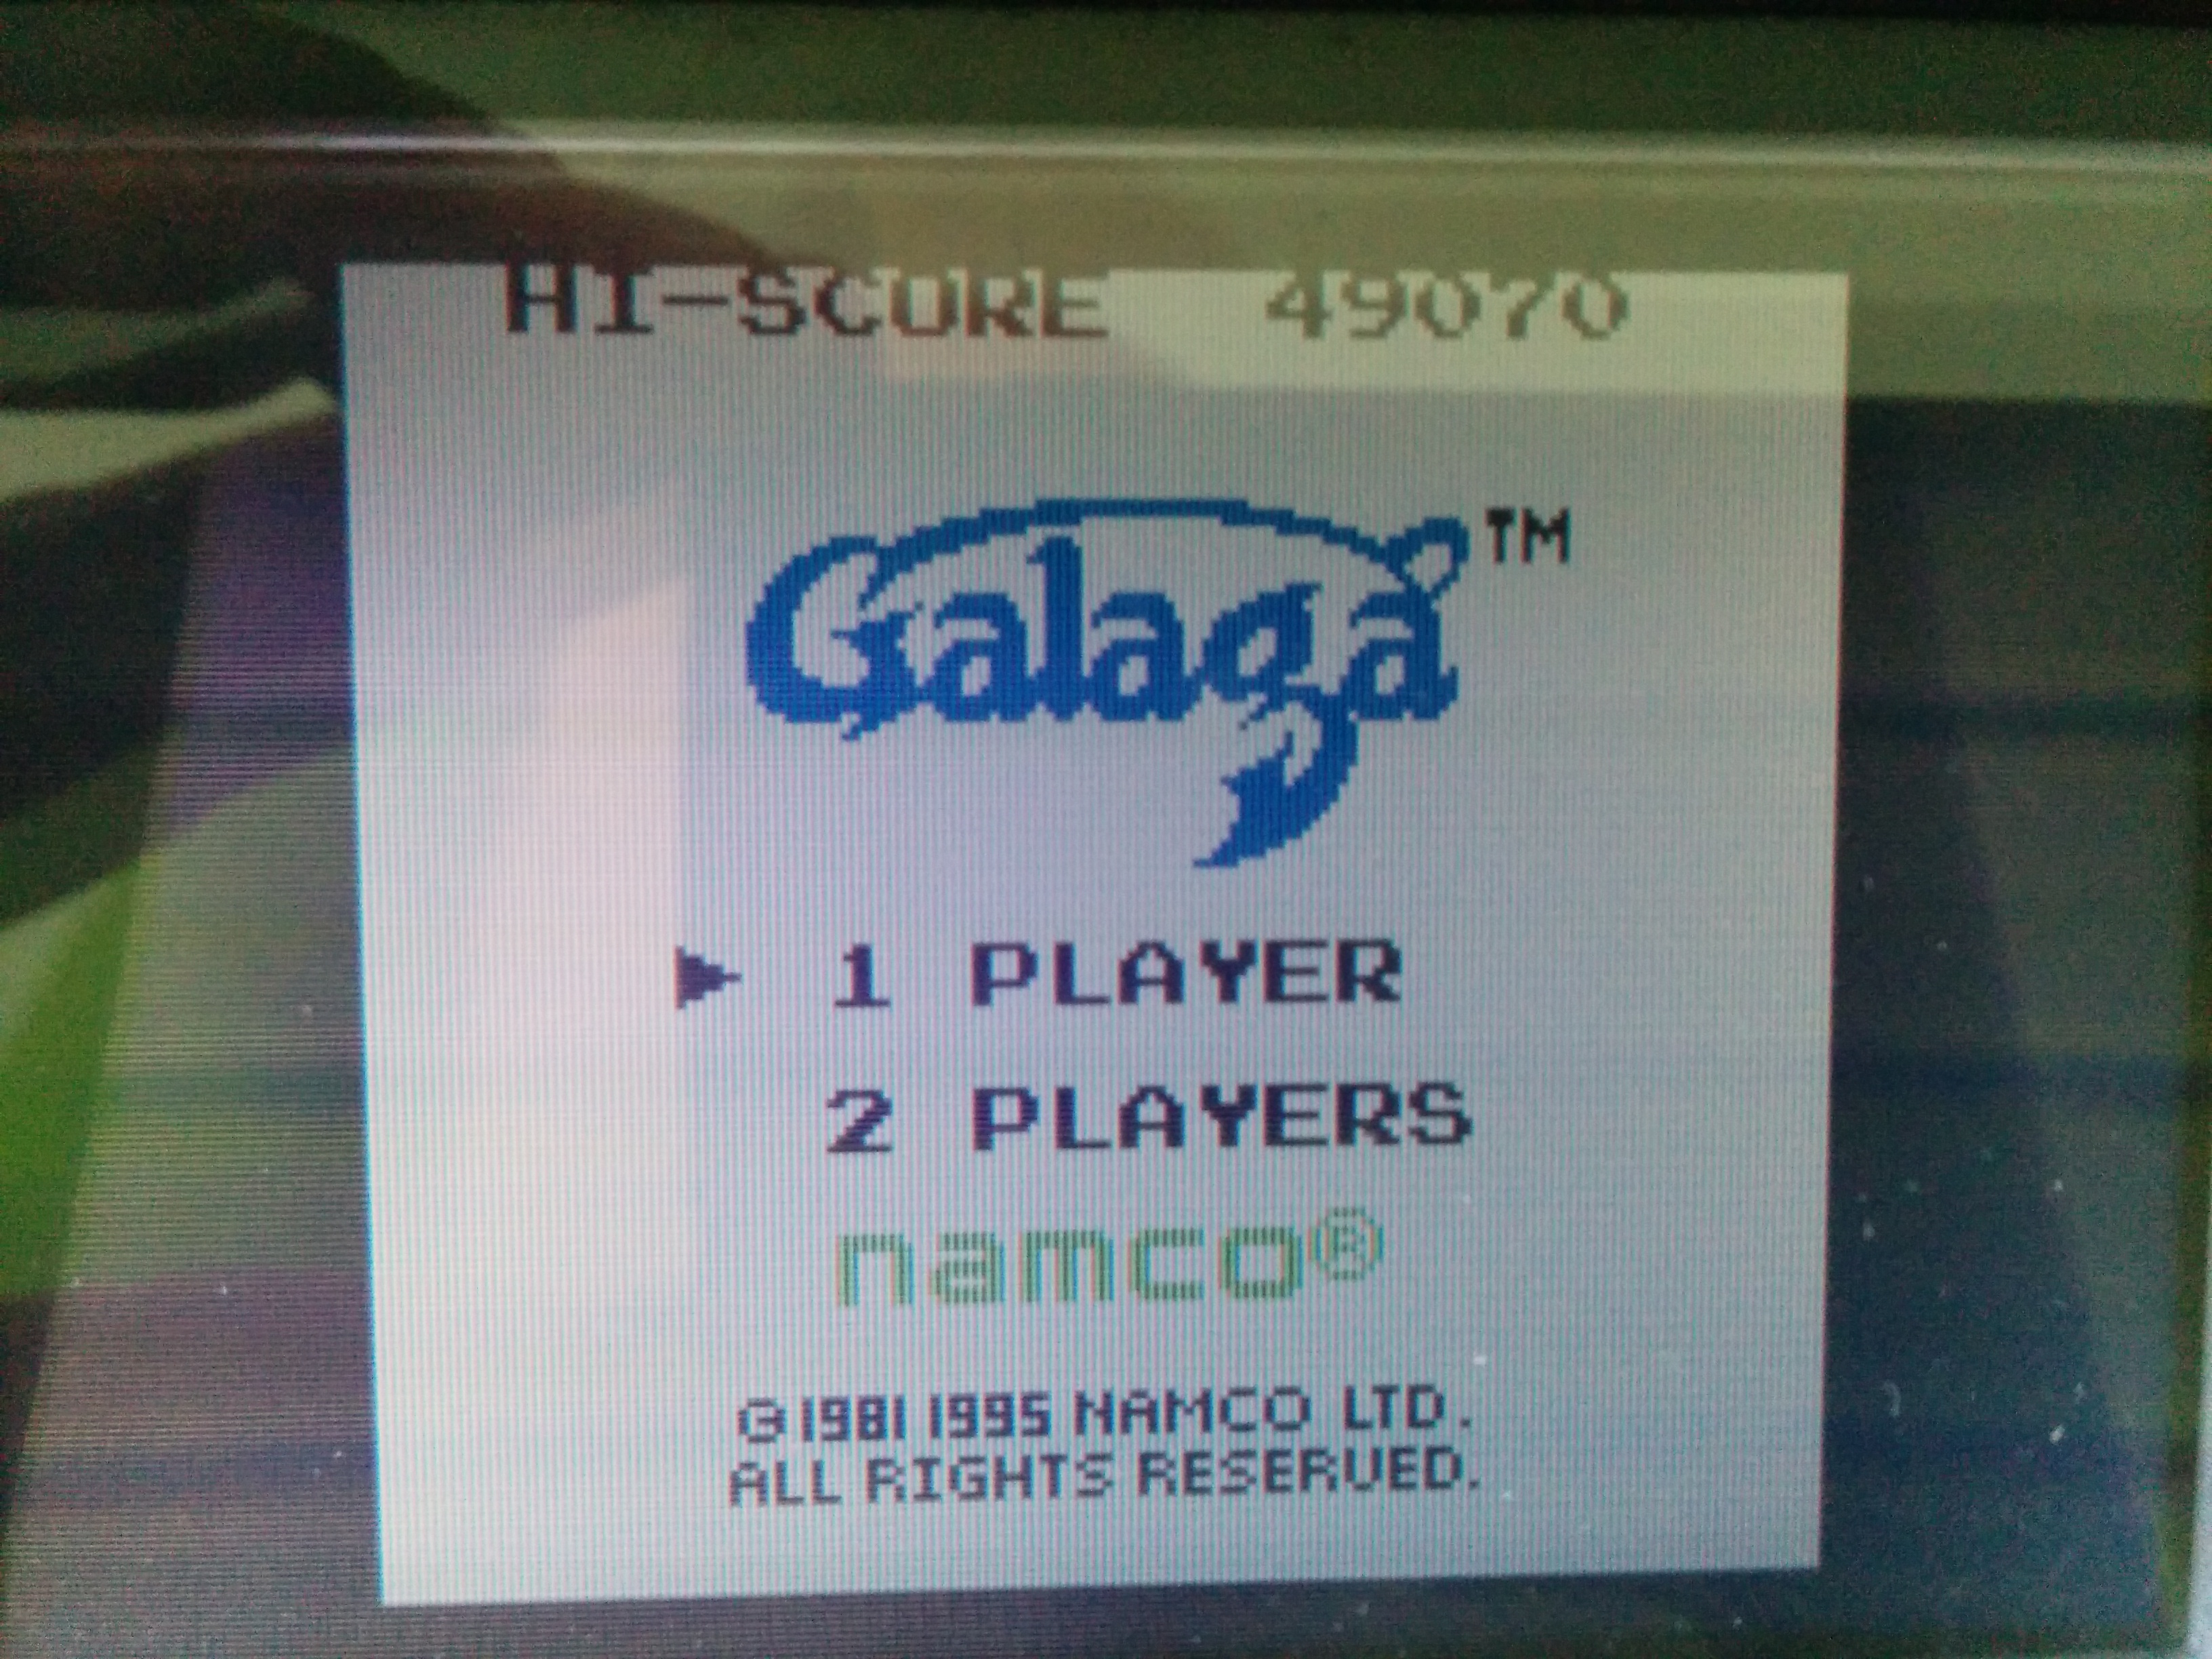 HI-SCORE 49070
Galaga™
▶ 1 PLAYER
2 PLAYERS
namco®
©1981 1995 NAMCO LTD.
ALL RIGHTS RESERVED.